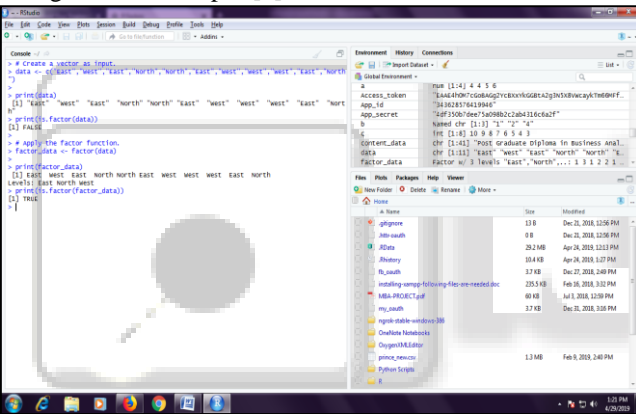 - RStudio
File Edit Code View Plots Session Build Debug Profile Tools Help
Go to file/function Addins
Console ~/
> # Create a vector as input.
> data <- c("East","West","East","North","North","East","West","West","West","East","North"
")
>
> print(data)
[1] "East" "West" "East" "North" "North" "East" "West" "West" "West" "East" "Nort
h"
> print(is.factor(data))
[1] FALSE
>
> # Apply the factor function.
> factor_data <- factor(data)
>
> print(factor_data)
[1] East West East North North East West West West East North
Levels: East North West
> print(is.factor(factor_data))
[1] TRUE
>
Environment History Connections
Import Dataset List
Global Environment
a num [1:4] 4 4 5 6
Access_token
App_id "343628576419946"
App_secret "4df350b7dee75a098b2c2ab4316c6a2f"
b Named chr [1:3] "1" "2" "4"
c int [1:8] 10 9 8 7 6 5 4 3
content_data chr [1:41] "Post Graduate Diploma in Business Anal…
data chr [1:11] "East" "West" "East" "North" "North" "E…
factor_data Factor w/ 3 levels "East","North",..: 1 3 1 2 2 1 …
Files Plots Packages Help Viewer
New Folder Delete Rename More
Home
Name Size Modified
.gitignore 13 B Dec 21, 2018, 12:56 PM
.httr-oauth 0 B Dec 21, 2018, 12:56 PM
.RData 29.2 MB Apr 24, 2019, 12:13 PM
.Rhistory 10.4 KB Apr 24, 2019, 1:27 PM
fb_oauth 3.7 KB Dec 27, 2018, 2:49 PM
installing-xampp-following-files-are-needed.doc 235.5 KB Feb 16, 2018, 3:32 PM
MBA-PROJECT.pdf 60 KB Jul 3, 2018, 12:59 PM
my_oauth 3.7 KB Dec 31, 2018, 3:16 PM
ngrok-stable-windows-386
OneNote Notebooks
OxygenXMLEditor
prince_new.csv 1.3 MB Feb 9, 2019, 2:40 PM
Python Scripts
R
1:21 PM
4/29/2019